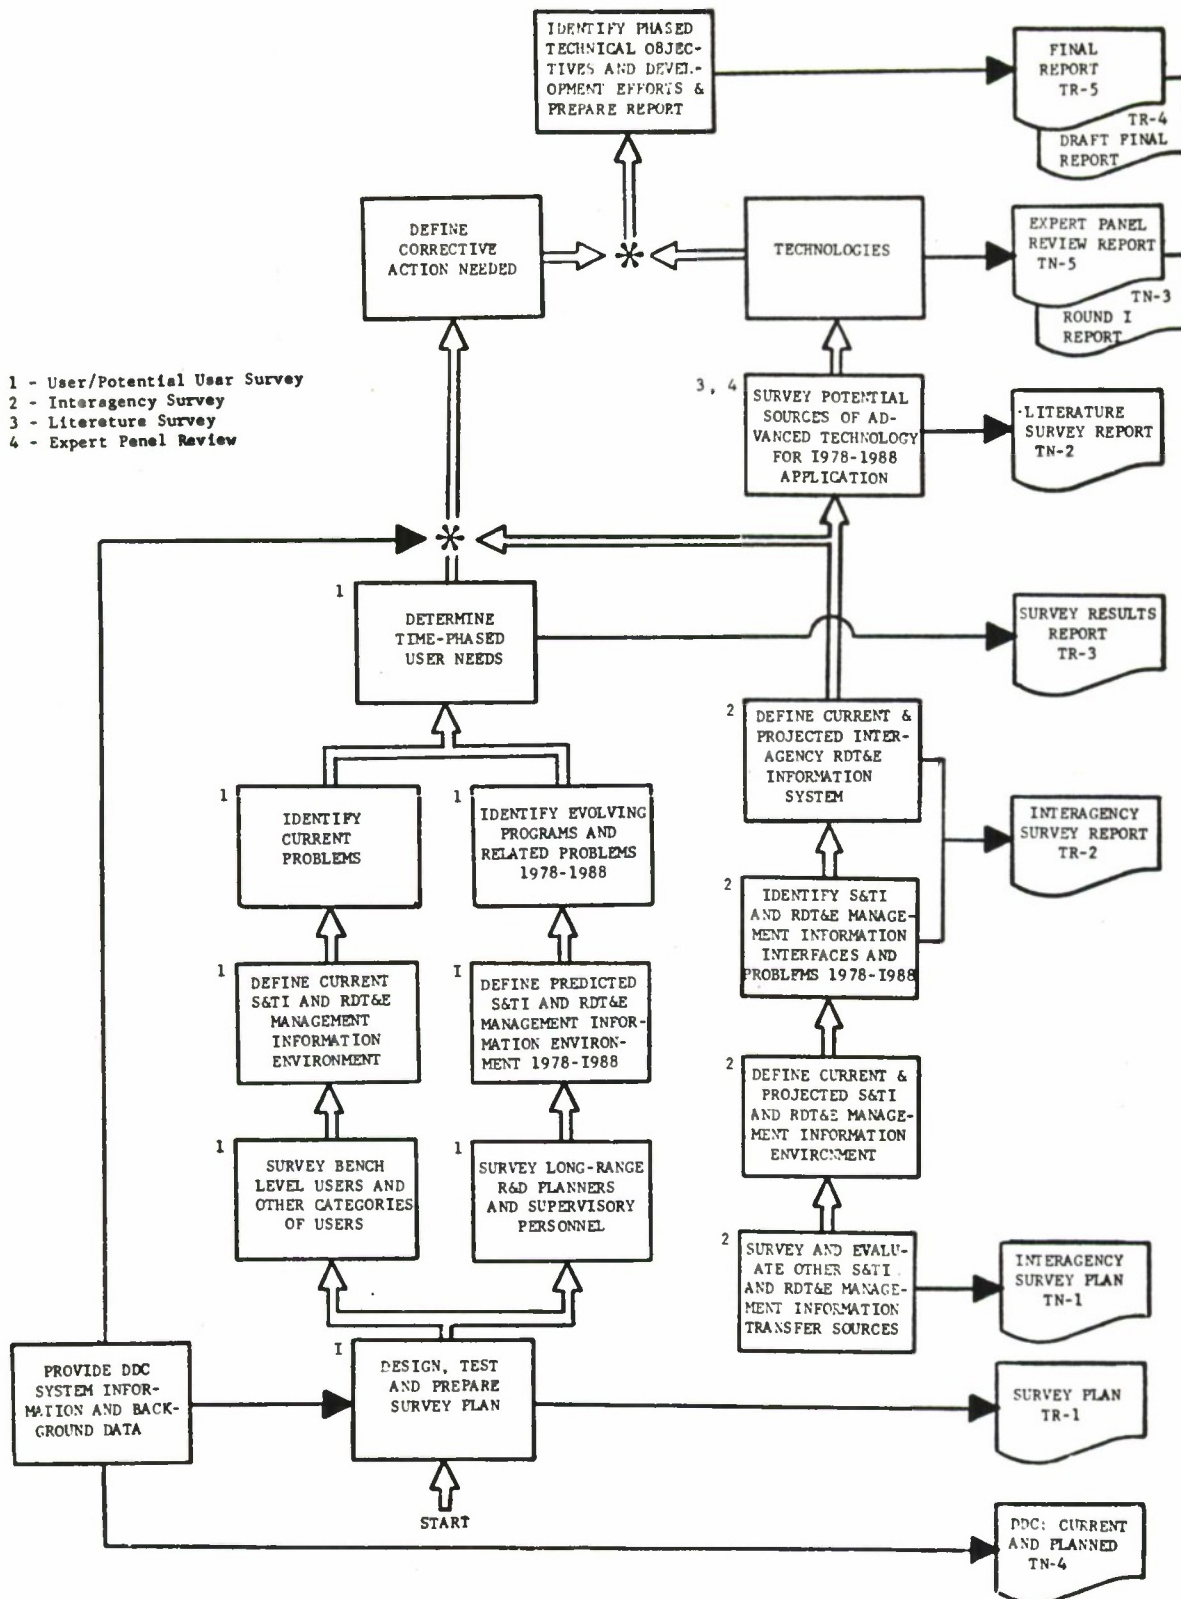 IDENTIFY PHASED
TECHNICAL OBJEC-
TIVES AND DEVEL-
OPMENT EFFORTS &
PREPARE REPORT
FINAL
REPORT
TR-5
TR-4
DRAFT FINAL
REPORT
DEFINE
CORRECTIVE
ACTION NEEDED
*
TECHNOLOGIES
EXPERT PANEL
REVIEW REPORT
TN-5
TN-3
ROUND I
REPORT
1 - User/Potential Usar Survey
2 - Interagency Survey
3 - Literature Survey
4 - Expert Penel Review
3, 4
SURVEY POTENTIAL
SOURCES OF AD-
VANCED TECHNOLOGY
FOR 1978-1988
APPLICATION
LITERATURE
SURVEY REPORT
TN-2
*
1
DETERMINE
TIME-PHASED
USER NEEDS
SURVEY RESULTS
REPORT
TR-3
2
DEFINE CURRENT &
PROJECTED INTER-
AGENCY RDT&E
INFORMATION
SYSTEM
1
IDENTIFY
CURRENT
PROBLEMS
1
IDENTIFY EVOLVING
PROGRAMS AND
RELATED PROBLEMS
1978-1988
INTERAGENCY
SURVEY REPORT
TR-2
2
IDENTIFY S&TI
AND RDT&E MANAGE-
MENT INFORMATION
INTERFACES AND
PROBLEMS 1978-1988
1
DEFINE CURRENT
S&TI AND RDT&E
MANAGEMENT
INFORMATION
ENVIRONMENT
I
DEFINE PREDICTED
S&TI AND RDT&E
MANAGEMENT INFOR-
MATION ENVIRON-
MENT 1978-1988
2
DEFINE CURRENT &
PROJECTED S&TI
AND RDT&E MANAGE-
MENT INFORMATION
ENVIRONMENT
1
SURVEY BENCH
LEVEL USERS AND
OTHER CATEGORIES
OF USERS
1
SURVEY LONG-RANGE
R&D PLANNERS
AND SUPERVISORY
PERSONNEL
2
SURVEY AND EVALU-
ATE OTHER S&TI
AND RDT&E MANAGE-
MENT INFORMATION
TRANSFER SOURCES
INTERAGENCY
SURVEY PLAN
TN-1
PROVIDE DDC
SYSTEM INFOR-
MATION AND BACK-
GROUND DATA
I
DESIGN, TEST
AND PREPARE
SURVEY PLAN
SURVEY PLAN
TR-1
START
DDC: CURRENT
AND PLANNED
TN-4